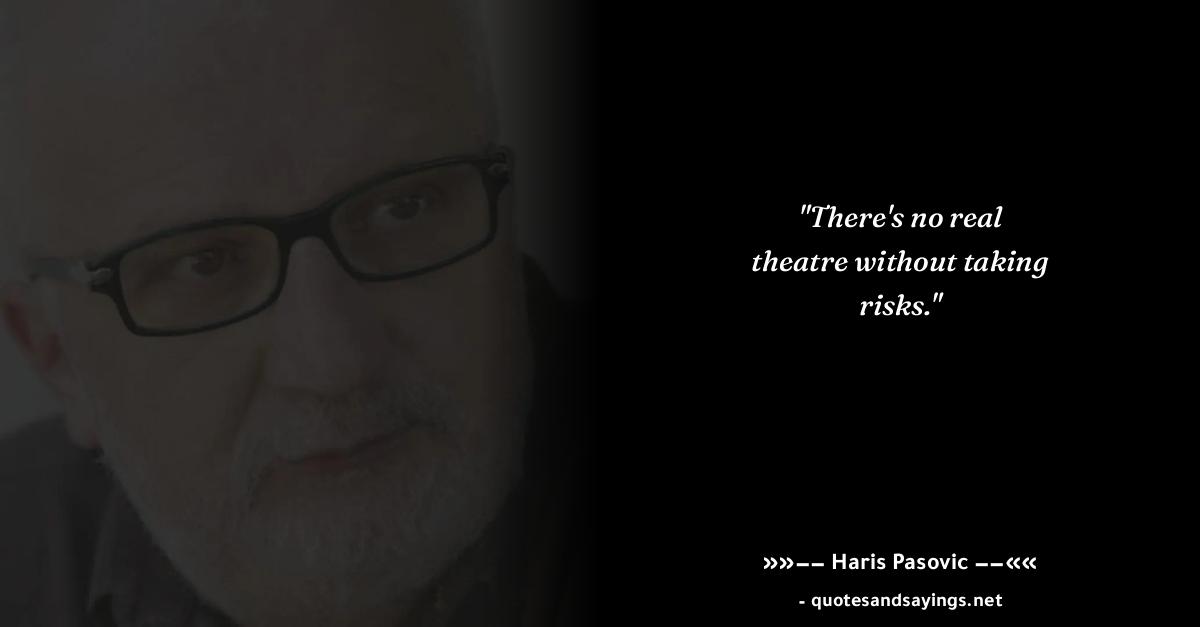 "There's no real
theatre without taking
risks."
»»−− Haris Pasovic −−««
- quotesandsayings.net